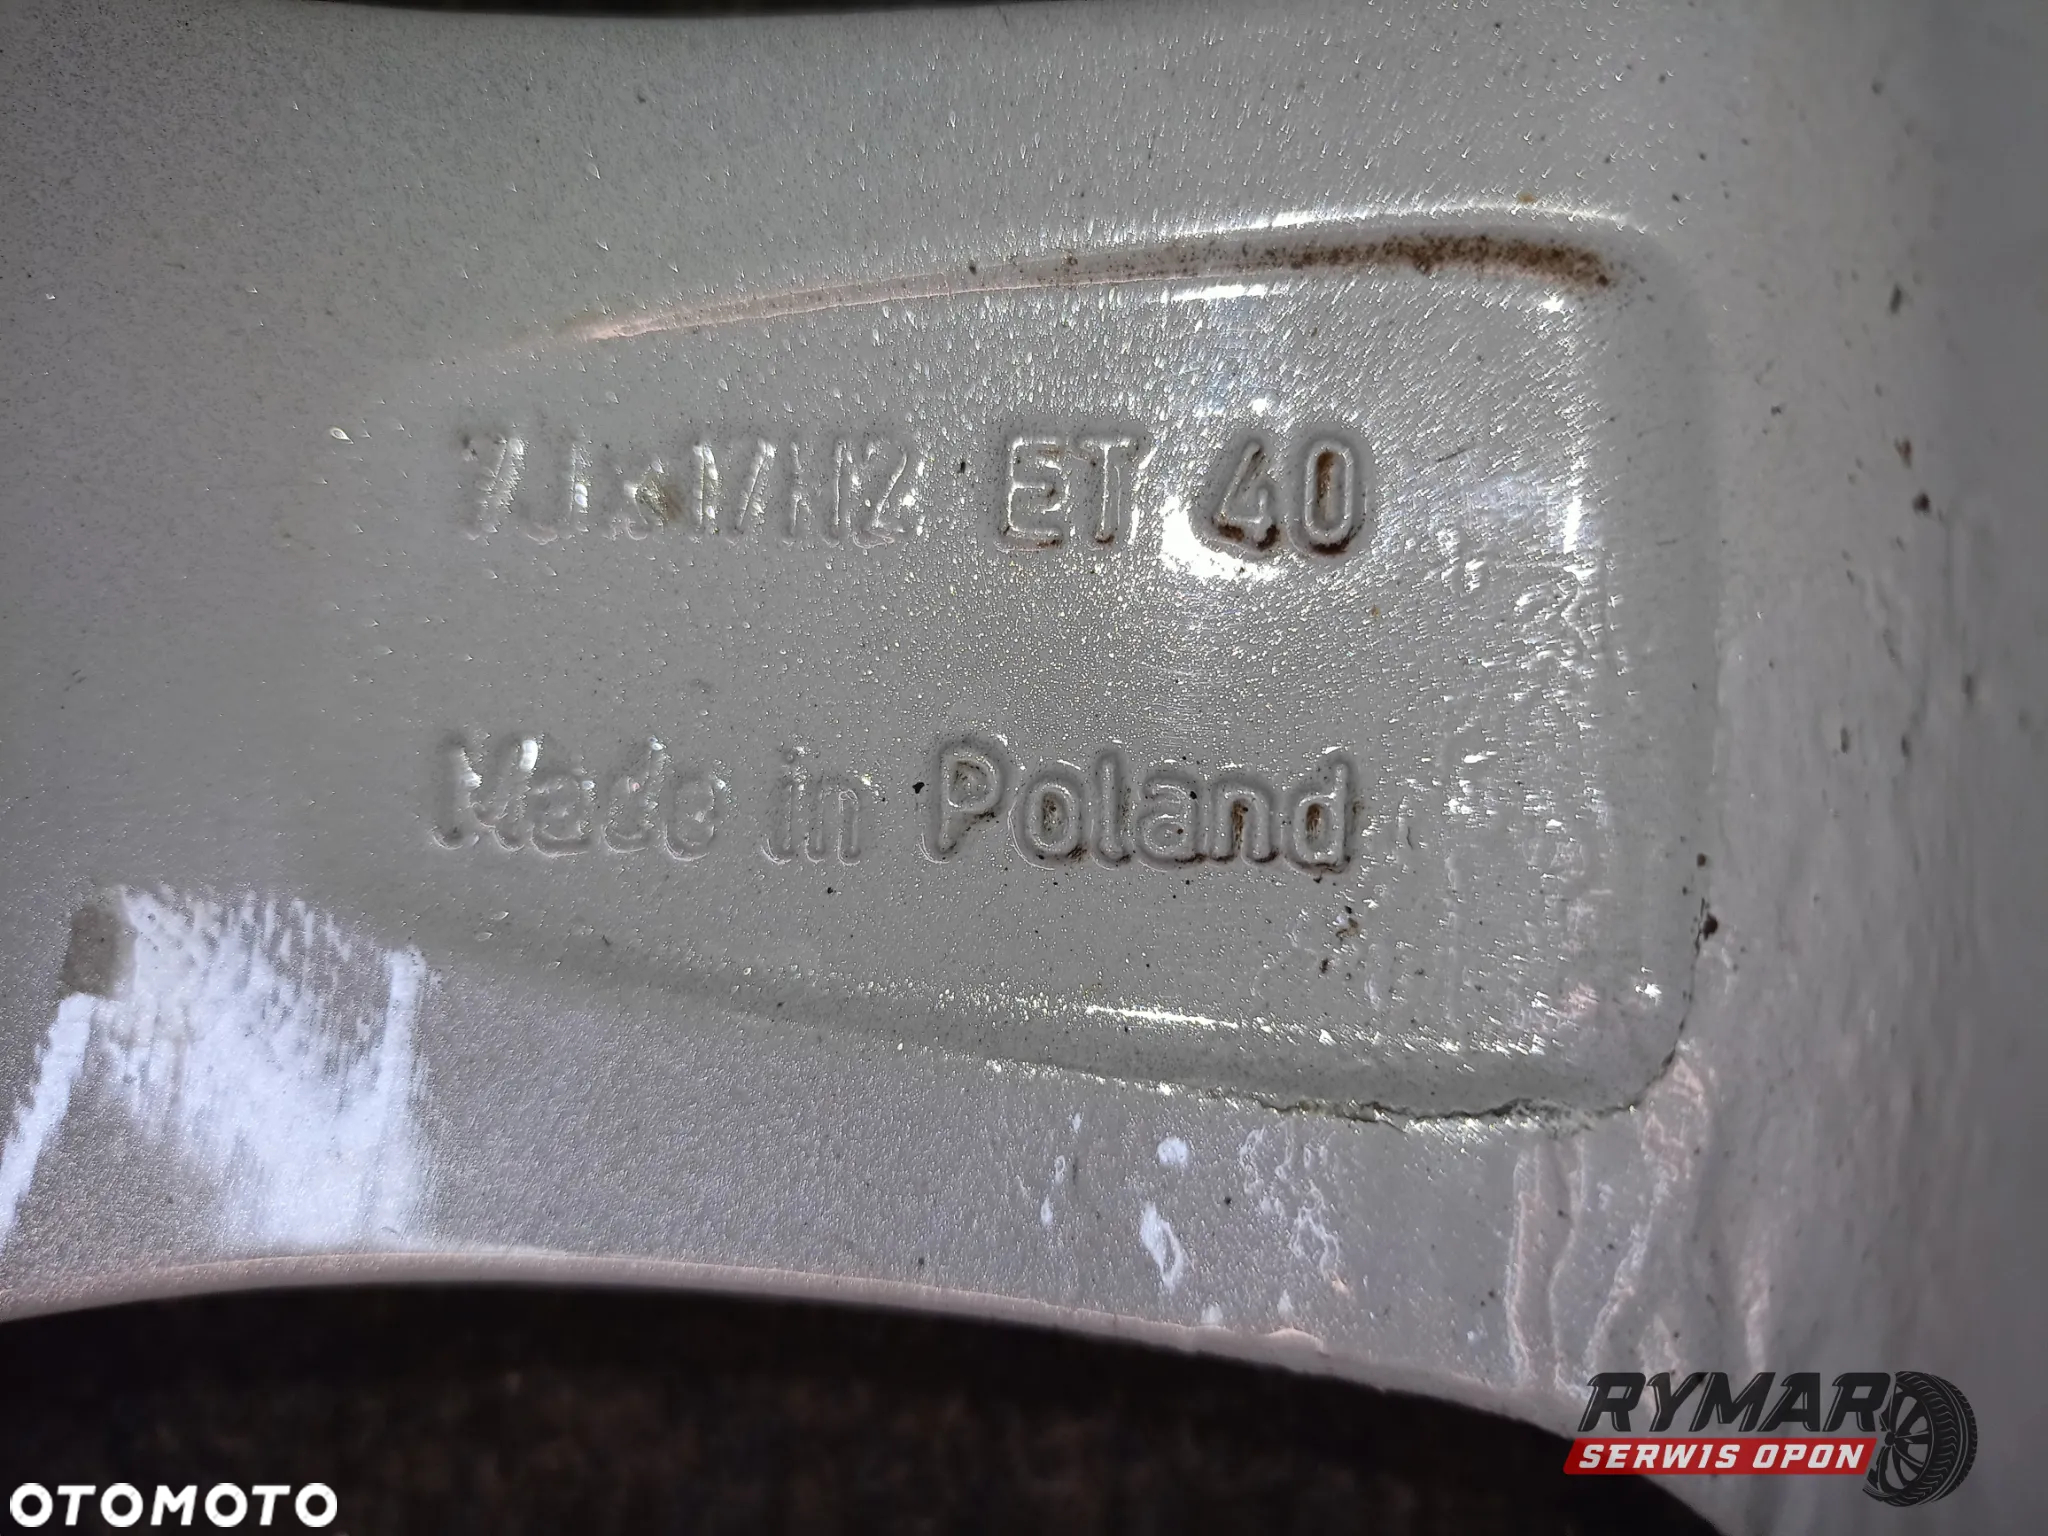 7Jx17H2 ET 40
Made in Poland
RYMAR
SERWIS OPON
OTOMOTO